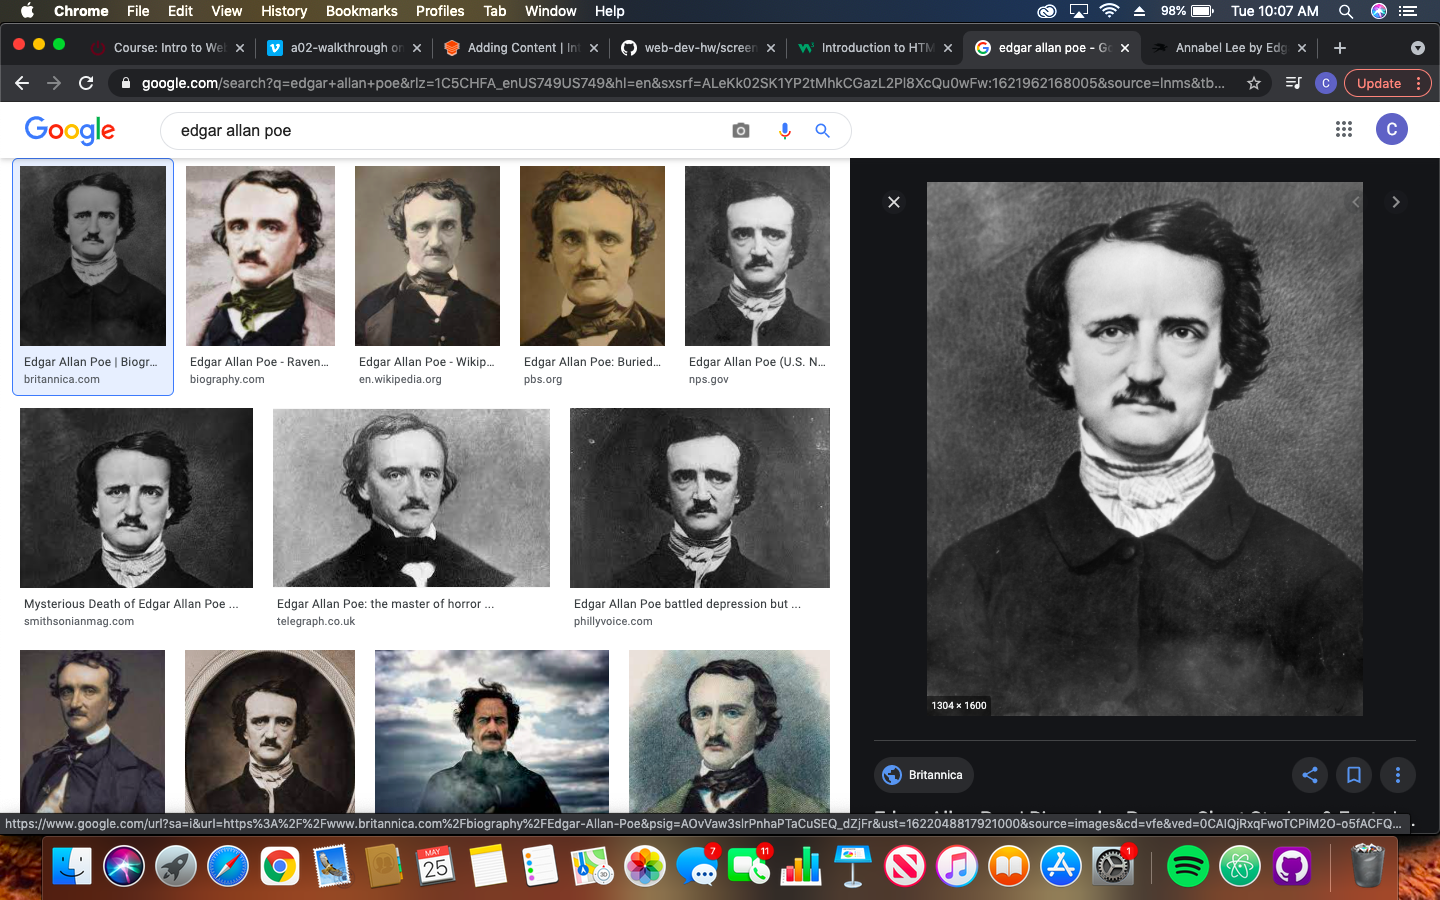 Chrome File Edit View History Bookmarks Profiles Tab Window Help 98% Tue 10:07 AM
Course: Intro to We
a02-walkthrough on
Adding Content | In
web-dev-hw/screen
Introduction to HTM
edgar allan poe - Go
Annabel Lee by Edg
google.com/search?q=edgar+allan+poe&rlz=1C5CHFA_enUS749US749&hl=en&sxsrf=ALeKk02SK1YP2tMhkCGazL2Pl8XcQu0wFw:1621962168005&source=lnms&tb...
C
Update
Google
edgar allan poe
C
Edgar Allan Poe | Biogr...
britannica.com
Edgar Allan Poe - Raven...
biography.com
Edgar Allan Poe - Wikip...
en.wikipedia.org
Edgar Allan Poe: Buried...
pbs.org
Edgar Allan Poe (U.S. N...
nps.gov
Mysterious Death of Edgar Allan Poe ...
smithsonianmag.com
Edgar Allan Poe: the master of horror ...
telegraph.co.uk
Edgar Allan Poe battled depression but ...
phillyvoice.com
1304 × 1600
Britannica
https://www.google.com/url?sa=i&url=https%3A%2F%2Fwww.britannica.com%2Fbiography%2FEdgar-Allan-Poe&psig=AOvVaw3slrPnhaPTaCuSEQ_dZjFr&ust=1622048817921000&source=images&cd=vfe&ved=0CAIQjRxqFwoTCPiM2O-o5fACFQ...
MAY
25
7
11
1